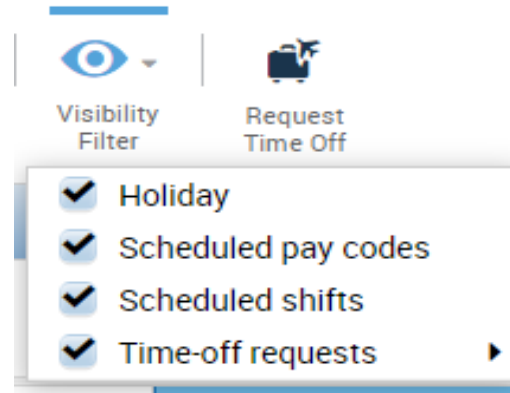 Visibility
Filter
Request
Time Off
Holiday
Scheduled pay codes
Scheduled shifts
Time-off requests